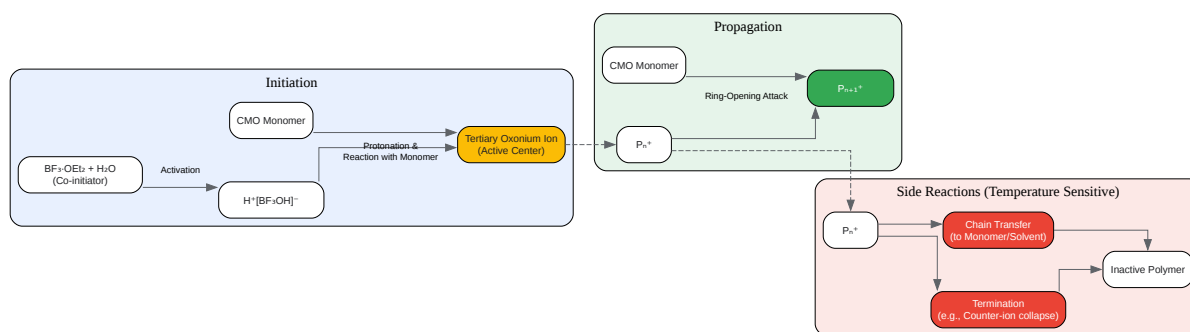 Initiation
CMO Monomer
BF₃·OEt₂ + H₂O
(Co-initiator)
Activation
H⁺[BF₃OH]⁻
Protonation &
Reaction with Monomer
Tertiary Oxonium Ion
(Active Center)
Propagation
CMO Monomer
Ring-Opening Attack
Pₙ⁺
Pₙ₊₁⁺
Side Reactions (Temperature Sensitive)
Pₙ⁺
Chain Transfer
(to Monomer/Solvent)
Termination
(e.g., Counter-ion collapse)
Inactive Polymer